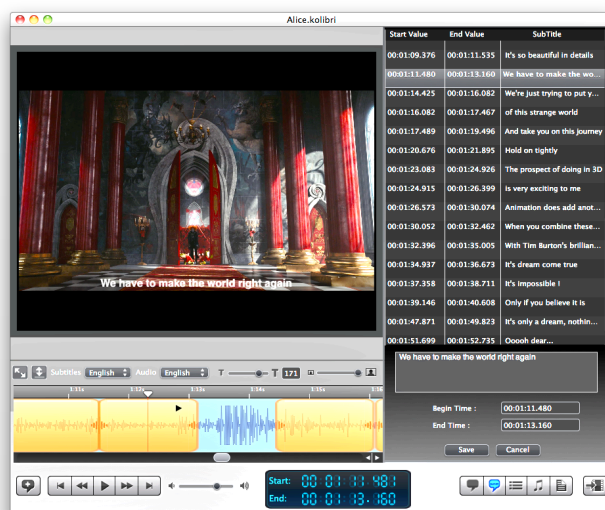 Alice.kolibri
Start Value End Value SubTitle
00:01:09.376 00:01:11.535 It's so beautiful in details
00:01:11.480 00:01:13.160 We have to make the wo...
00:01:14.425 00:01:16.082 We're just trying to put y...
00:01:16.082 00:01:17.467 of this strange world
00:01:17.489 00:01:19.496 And take you on this journey
00:01:20.676 00:01:21.895 Hold on tightly
00:01:23.083 00:01:24.926 The prospect of doing in 3D
00:01:24.915 00:01:26.399 is very exciting to me
00:01:26.573 00:01:30.074 Animation does add anot...
00:01:30.052 00:01:32.462 When you combine these...
00:01:32.396 00:01:35.005 With Tim Burton's brillian...
00:01:34.937 00:01:36.673 It's dream come true
00:01:37.358 00:01:38.711 It's Impossible !
00:01:39.146 00:01:40.608 Only if you believe it is
00:01:47.871 00:01:49.823 It's only a dream, nothin...
00:01:51.699 00:01:52.735 Ooooh dear...
We have to make the world right again
Subtitles English Audio English T T 171
1:11s 1:12s 1:13s 1:14s 1:15s 1:16
We have to make the world right again
Begin Time : 00:01:11.480
End Time : 00:01:13.160
Save Cancel
Start: 00:01:11.481
End: 00:01:13.160